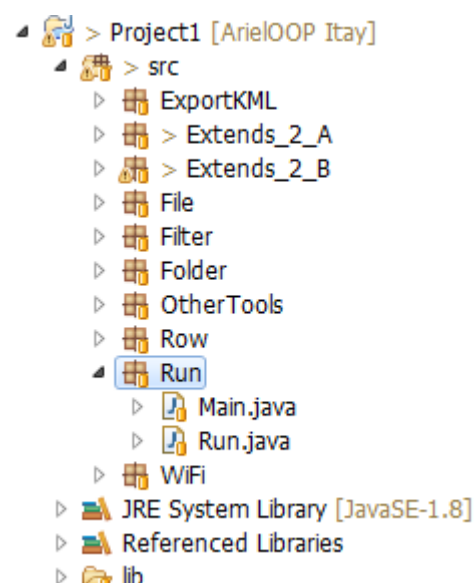 > Project1 [ArielOOP Itay]
> src
ExportKML
> Extends_2_A
> Extends_2_B
File
Filter
Folder
OtherTools
Row
Run
Main.java
Run.java
WiFi
JRE System Library [JavaSE-1.8]
Referenced Libraries
lib